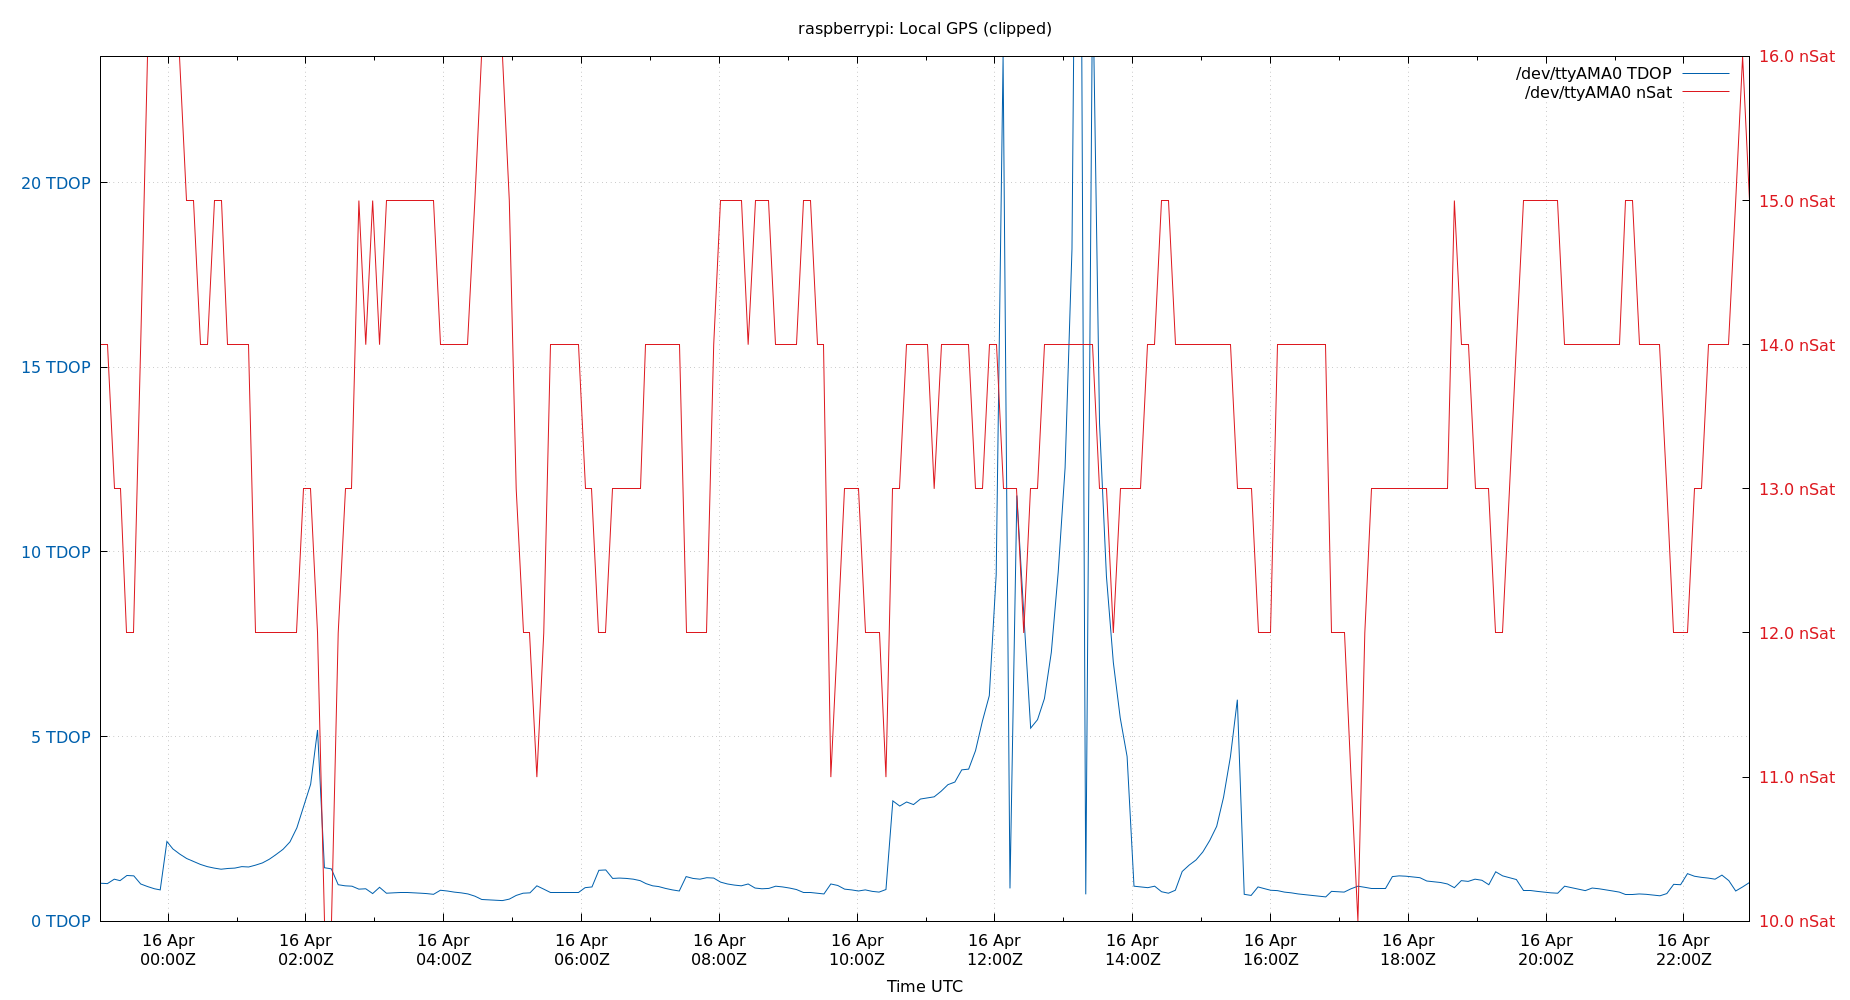 raspberrypi: Local GPS (clipped)
/dev/ttyAMA0 TDOP
/dev/ttyAMA0 nSat
20 TDOP
15 TDOP
10 TDOP
5 TDOP
0 TDOP
16.0 nSat
15.0 nSat
14.0 nSat
13.0 nSat
12.0 nSat
11.0 nSat
10.0 nSat
16 Apr 16 Apr 16 Apr 16 Apr 16 Apr 16 Apr 16 Apr 16 Apr 16 Apr 16 Apr 16 Apr 16 Apr
00:00Z 02:00Z 04:00Z 06:00Z 08:00Z 10:00Z 12:00Z 14:00Z 16:00Z 18:00Z 20:00Z 22:00Z
Time UTC